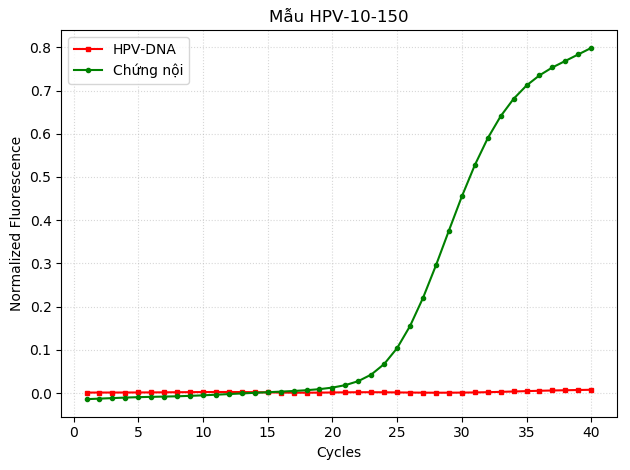 Mẫu HPV-10-150
HPV-DNA
Chứng nội
Normalized Fluorescence
0.8
0.7
0.6
0.5
0.4
0.3
0.2
0.1
0.0
0 5 10 15 20 25 30 35 40
Cycles